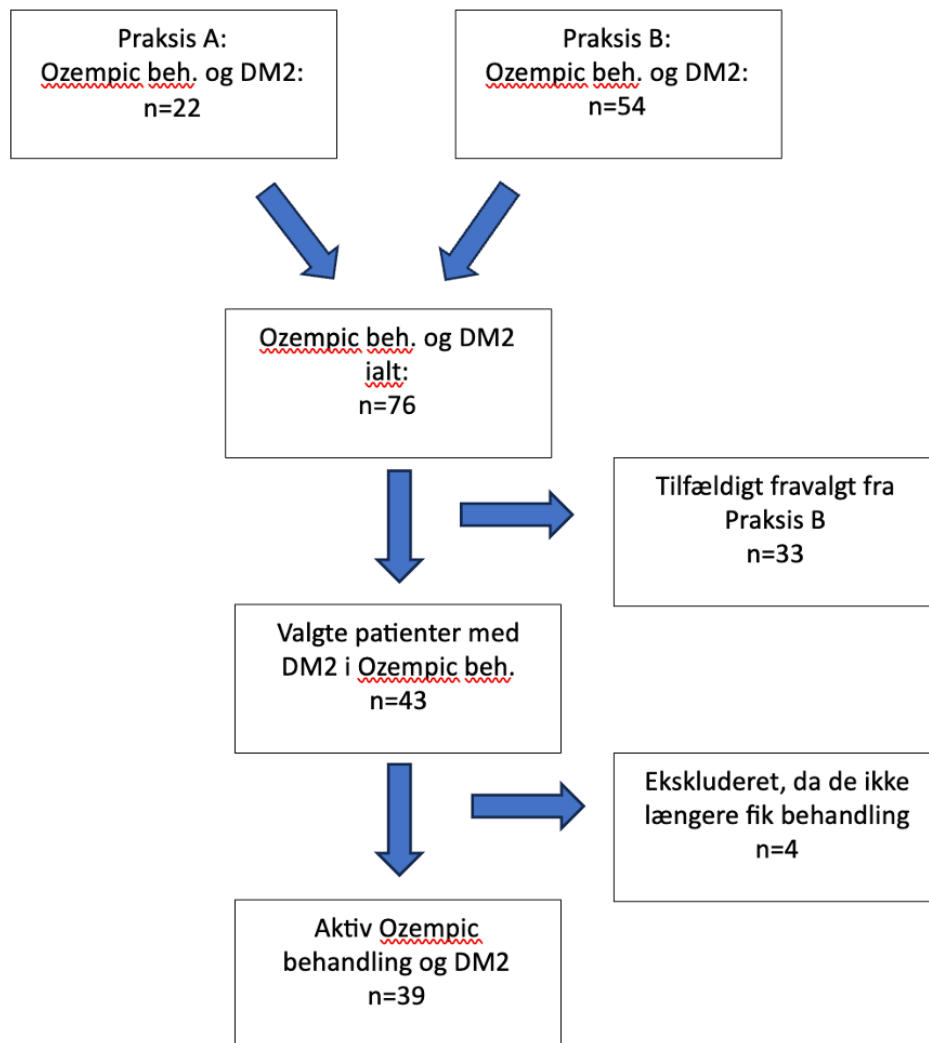 Praksis A:
Ozempic beh. og DM2:
n=22
Praksis B:
Ozempic beh. og DM2:
n=54
Ozempic beh. og DM2
ialt:
n=76
Tilfældigt fravalgt fra
Praksis B
n=33
Valgte patienter med
DM2 i Ozempic beh.
n=43
Ekskluderet, da de ikke
længere fik behandling
n=4
Aktiv Ozempic
behandling og DM2
n=39